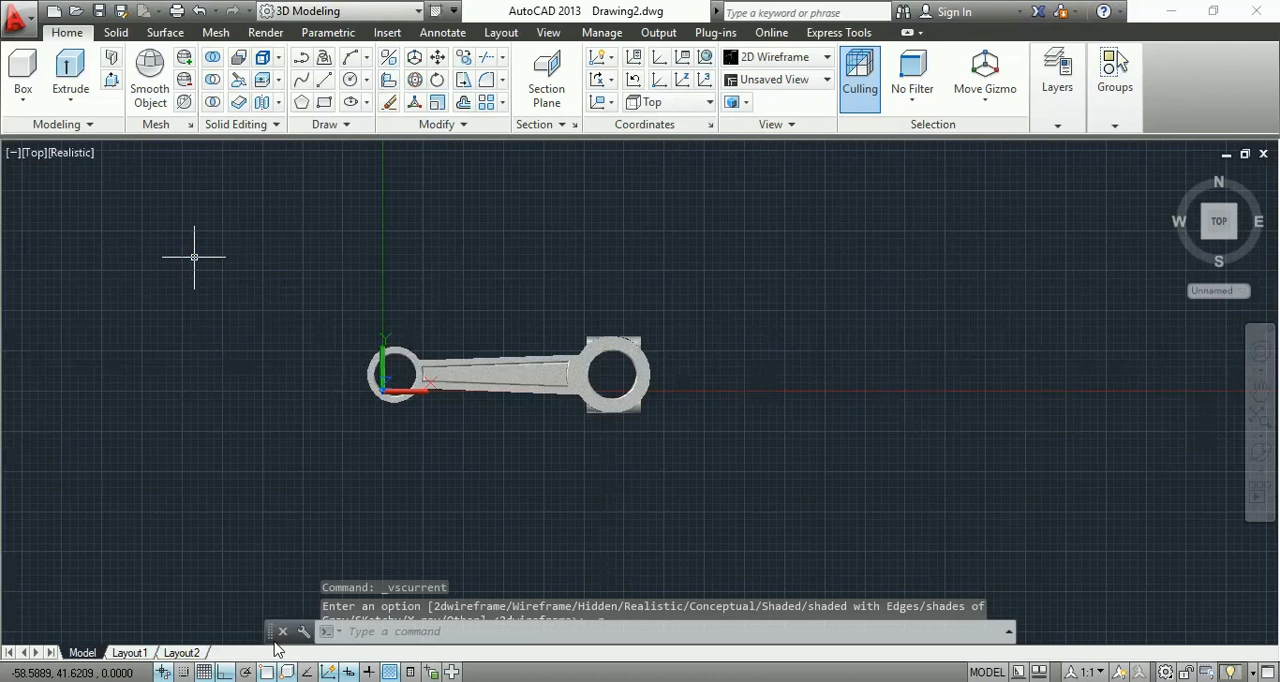 3D Modeling
AutoCAD 2013 Drawing2.dwg
Type a keyword or phrase
Sign In
Home Solid Surface Mesh Render Parametric Insert Annotate Layout View Manage Output Plug-ins Online Express Tools
2D Wireframe
Unsaved View
Top
Box
Extrude
Smooth
Object
Section
Plane
Culling
No Filter
Move Gizmo
Layers
Groups
Modeling
Mesh
Solid Editing
Draw
Modify
Section
Coordinates
View
Selection
[−][Top][Realistic]
N
W TOP E
S
Unnamed
Y
X
Command: _vscurrent
Enter an option [2dwireframe/Wireframe/Hidden/Realistic/Conceptual/Shaded/shaded with Edges/shades of
Type a command
Model Layout1 Layout2
-58.5889, 41.6209, 0.0000
MODEL
1:1